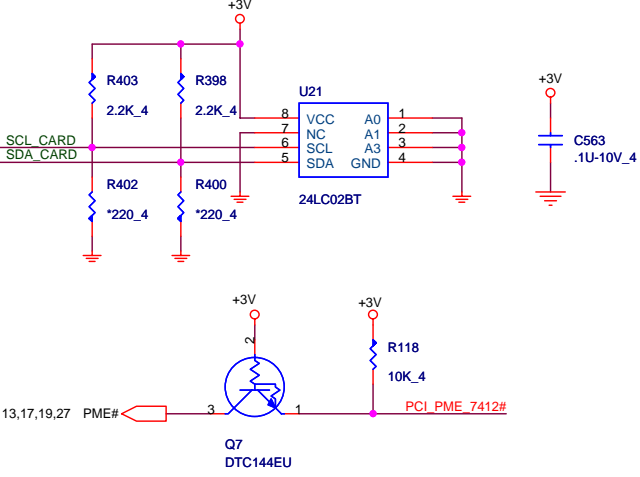 +3V
R403
2.2K_4
R398
2.2K_4
U21
8 VCC A0 1
7 NC A1 2
6 SCL A3 3
5 SDA GND 4
24LC02BT
SCL_CARD
SDA_CARD
R402
*220_4
R400
*220_4
+3V
C563
.1U-10V_4
+3V
2
+3V
R118
10K_4
13,17,19,27 PME#
3
1
PCI_PME_7412#
Q7
DTC144EU